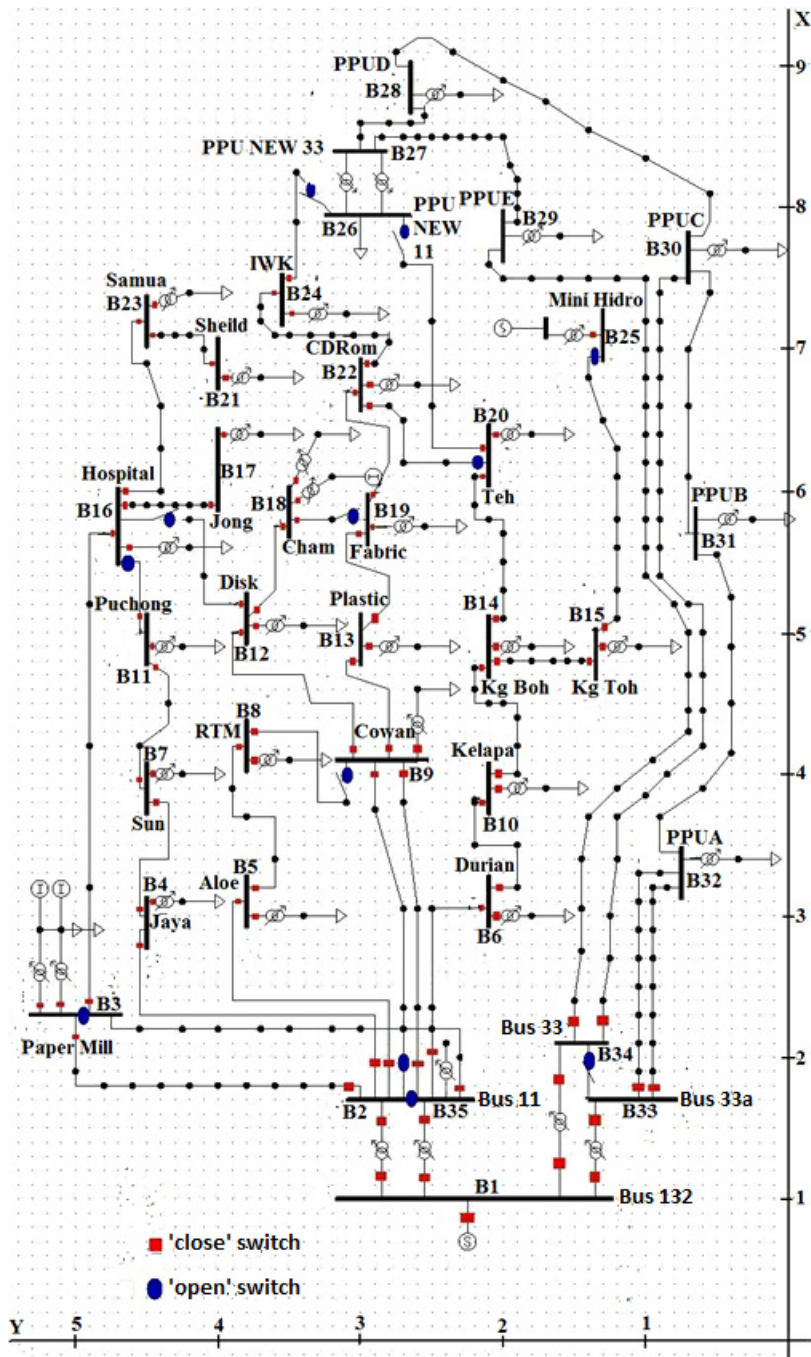 X
9
PPUD
B28
PPU NEW 33
B27
8
PPU
NEW
11
B26
PPUE
B29
PPUC
B30
IWK
B24
Samua
B23
Mini Hidro
S
B25
Sheild
B21
7
CDRom
B22
B20
Teh
B17
Jong
Hospital
B16
I
B18
Cham
B19
Fabric
6
PPUB
B31
Disk
B12
Plastic
B13
B14
Kg Boh
B15
Kg Toh
Puchong
B11
5
B8
RTM
Cowan
B9
Kelapa
B10
B7
Sun
4
PPUA
B32
Durian
B6
B5
Aloe
B4
Jaya
I I
3
B3
Paper Mill
Bus 33
B34
2
B2
B35
Bus 11
B33
Bus 33a
B1
Bus 132
1
S
'close' switch
'open' switch
Y 5 4 3 2 1